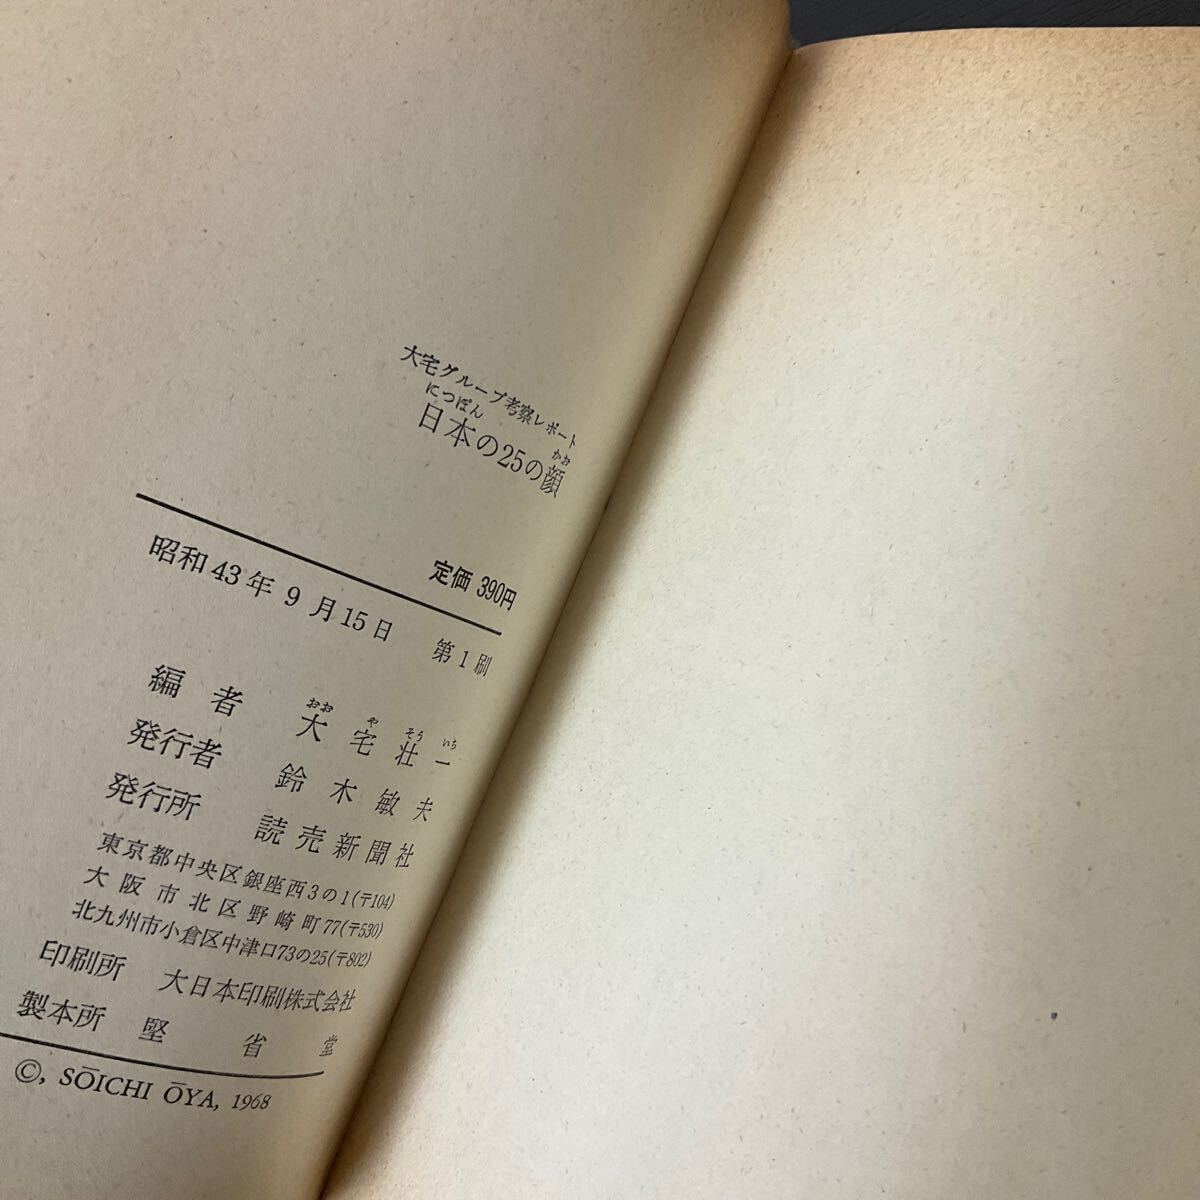 大宅グループ考察レポート
にっぽん
日本の25の顔
かお
定価 390円
昭和43年9月15日 第1刷
おお や そう いち
編者 大宅壮一
発行者 鈴木敏夫
発行所 読売新聞社
東京都中央区銀座西3の1(〒104)
大阪市北区野崎町77(〒530)
北九州市小倉区中津口73の25(〒802)
印刷所 大日本印刷株式会社
製本所 堅省堂
©, SŌICHI ŌYA, 1968